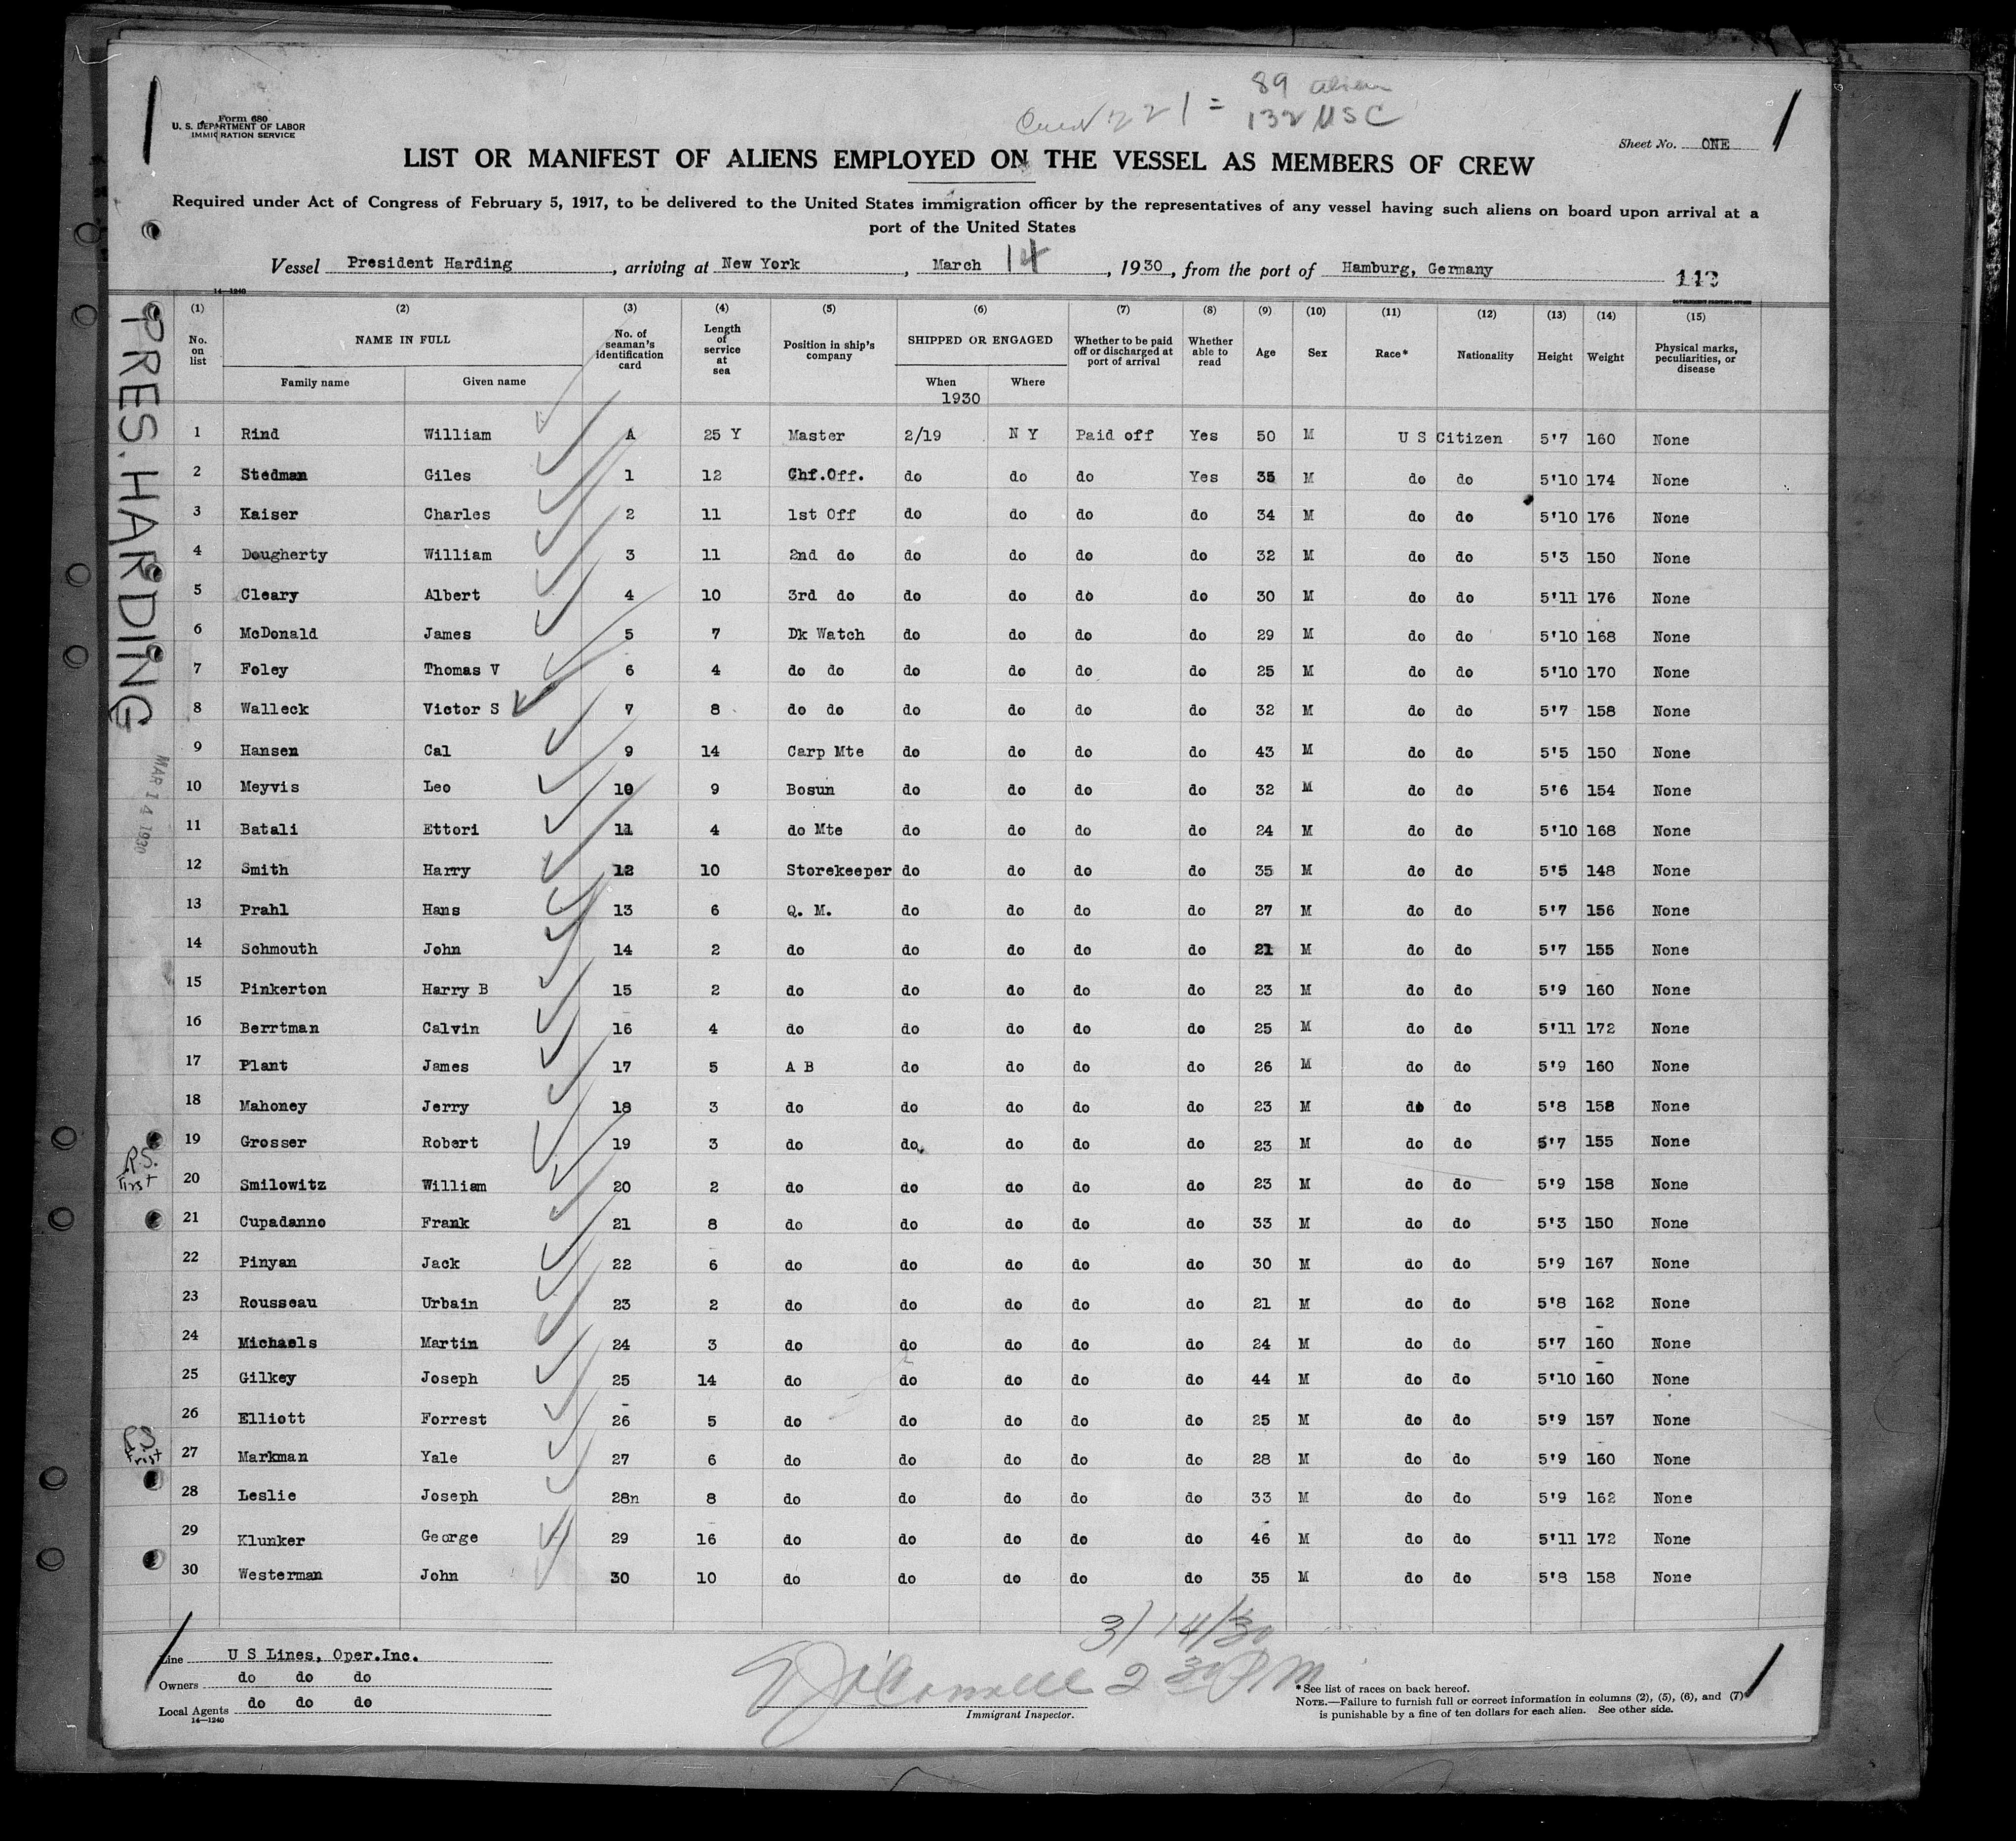 89 alien
Crew 221 = 132 USC
Form 680
U. S. DEPARTMENT OF LABOR
IMMIGRATION SERVICE
Sheet No. ONE
LIST OR MANIFEST OF ALIENS EMPLOYED ON THE VESSEL AS MEMBERS OF CREW
Required under Act of Congress of February 5, 1917, to be delivered to the United States immigration officer by the representatives of any vessel having such aliens on board upon arrival at a
port of the United States
Vessel President Harding, arriving at New York, March 14, 1930, from the port of Hamburg, Germany
14—1240
GOVERNMENT PRINTING OFFICE
PRES. HARDING
MAR 14 1930
(1) (2) (3) (4) (5) (6) (7) (8) (9) (10) (11) (12) (13) (14) (15)
No. on list NAME IN FULL No. of seaman's identification card Length of service at sea Position in ship's company SHIPPED OR ENGAGED Whether to be paid off or discharged at port of arrival Whether able to read Age Sex Race* Nationality Height Weight Physical marks, peculiarities, or disease
Family name Given name When Where
1930
1 Rind William A 25 Y Master 2/19 N Y Paid off Yes 50 M U S Citizen 5'7 160 None
2 Stedman Giles 1 12 Chf.Off. do do do Yes 35 M do do 5'10 174 None
3 Kaiser Charles 2 11 1st Off do do do do 34 M do do 5'10 176 None
4 Dougherty William 3 11 2nd do do do do do 32 M do do 5'3 150 None
5 Cleary Albert 4 10 3rd do do do do do 30 M do do 5'11 176 None
6 McDonald James 5 7 Dk Watch do do do do 29 M do do 5'10 168 None
7 Foley Thomas V 6 4 do do do do do do 25 M do do 5'10 170 None
8 Walleck Victor S 7 8 do do do do do do 32 M do do 5'7 158 None
9 Hansen Cal 9 14 Carp Mte do do do do 43 M do do 5'5 150 None
10 Meyvis Leo 10 9 Bosun do do do do 32 M do do 5'6 154 None
11 Batali Ettori 11 4 do Mte do do do do 24 M do do 5'10 168 None
12 Smith Harry 12 10 Storekeeper do do do do 35 M do do 5'5 148 None
13 Prahl Hans 13 6 Q. M. do do do do 27 M do do 5'7 156 None
14 Schmouth John 14 2 do do do do do 21 M do do 5'7 155 None
15 Pinkerton Harry B 15 2 do do do do do 23 M do do 5'9 160 None
16 Berrtman Calvin 16 4 do do do do do 25 M do do 5'11 172 None
17 Plant James 17 5 A B do do do do 26 M do do 5'9 160 None
18 Mahoney Jerry 18 3 do do do do do 23 M do do 5'8 158 None
19 Grosser Robert 19 3 do do do do do 23 M do do 5'7 155 None
R.S. First
20 Smilowitz William 20 2 do do do do do 23 M do do 5'9 158 None
21 Cupadanno Frank 21 8 do do do do do 33 M do do 5'3 150 None
22 Pinyan Jack 22 6 do do do do do 30 M do do 5'9 167 None
23 Rousseau Urbain 23 2 do do do do do 21 M do do 5'8 162 None
24 Michaels Martin 24 3 do do do do do 24 M do do 5'7 160 None
25 Gilkey Joseph 25 14 do do do do do 44 M do do 5'10 160 None
26 Elliott Forrest 26 5 do do do do do 25 M do do 5'9 157 None
27 Markman Yale 27 6 do do do do do 28 M do do 5'9 160 None
28 Leslie Joseph 28n 8 do do do do do 33 M do do 5'9 162 None
29 Klunker George 29 16 do do do do do 46 M do do 5'11 172 None
30 Westerman John 30 10 do do do do do 35 M do do 5'8 158 None
3/14/30
2 30 PM
Line U S Lines, Oper.Inc.
Owners do do do
Local Agents do do do
14—1240
Immigrant Inspector.
*See list of races on back hereof.
NOTE.—Failure to furnish full or correct information in columns (2), (5), (6), and (7)
is punishable by a fine of ten dollars for each alien. See other side.